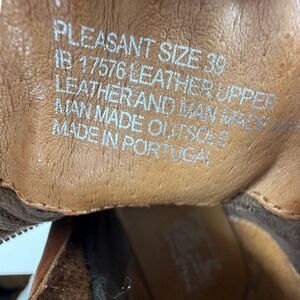 PLEASANT SIZE 39
IB 17576 LEATHER UPPER
LEATHER AND MAN MADE
MAN MADE OUTSOLE
MADE IN PORTUGAL